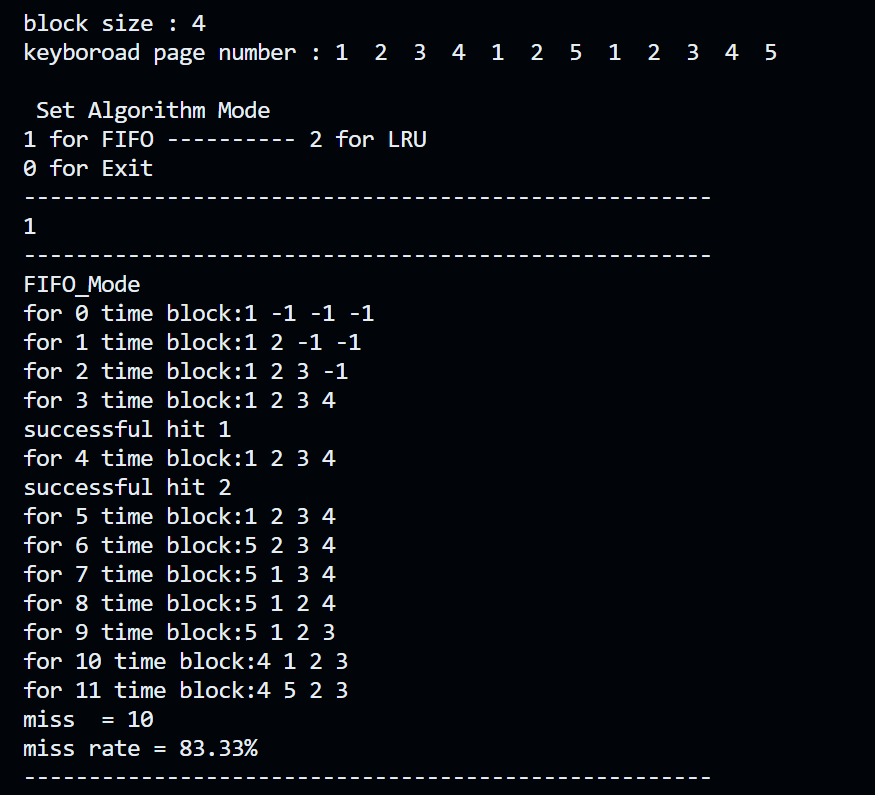 block size : 4
keyboroad page number : 1  2  3  4  1  2  5  1  2  3  4  5
Set Algorithm Mode
1 for FIFO ---------- 2 for LRU
0 for Exit
-----------------------------------------------------
1
-----------------------------------------------------
FIFO_Mode
for 0 time block:1 -1 -1 -1
for 1 time block:1 2 -1 -1
for 2 time block:1 2 3 -1
for 3 time block:1 2 3 4
successful hit 1
for 4 time block:1 2 3 4
successful hit 2
for 5 time block:1 2 3 4
for 6 time block:5 2 3 4
for 7 time block:5 1 3 4
for 8 time block:5 1 2 4
for 9 time block:5 1 2 3
for 10 time block:4 1 2 3
for 11 time block:4 5 2 3
miss  = 10
miss rate = 83.33%
-----------------------------------------------------